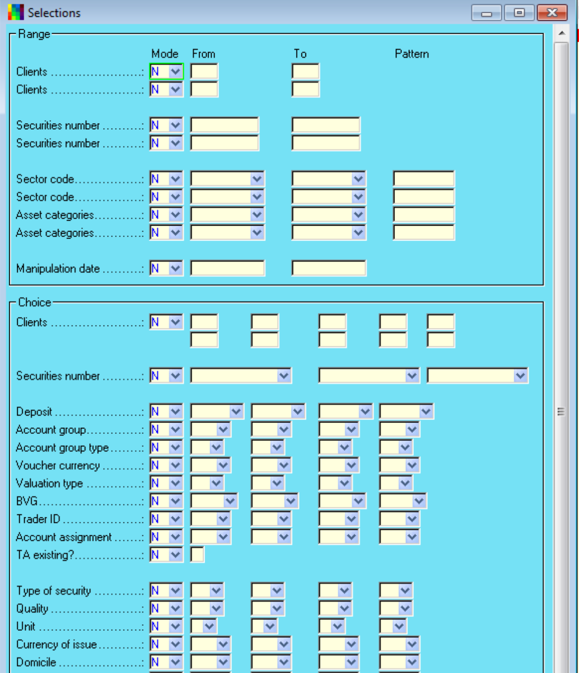 Selections
Range
Mode From To Pattern
Clients ..............................: N
Clients ..............................: N
Securities number ..........: N
Securities number ..........: N
Sector code......................: N
Sector code......................: N
Asset categories..............: N
Asset categories..............: N
Manipulation date ..........: N
Choice
Clients ..............................: N
Securities number ..........: N
Deposit ............................: N
Account group.................: N
Account group type ........: N
Voucher currency ...........: N
Valuation type .................: N
BVG..................................: N
Trader ID ..........................: N
Account assignment ......: N
TA existing?.....................: N
Type of security ...............: N
Quality ..............................: N
Unit ...................................: N
Currency of issue.............: N
Domicile ...........................: N